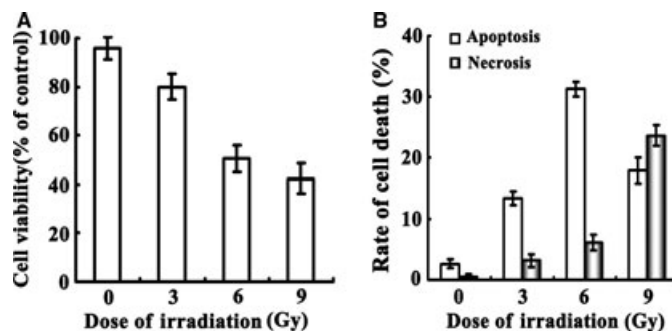 A
Cell viability(% of control)
100
80
60
40
20
0
0 3 6 9
Dose of irradiation (Gy)
B
Rate of cell death (%)
40
30
20
10
0
Apoptosis
Necrosis
0 3 6 9
Dose of irradiation (Gy)